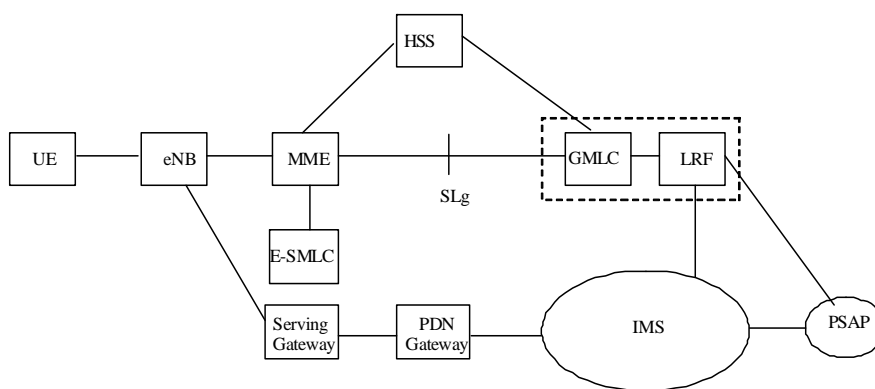 HSS
UE
eNB
MME
GMLC
LRF
SLg
E-SMLC
Serving
Gateway
PDN
Gateway
IMS
PSAP